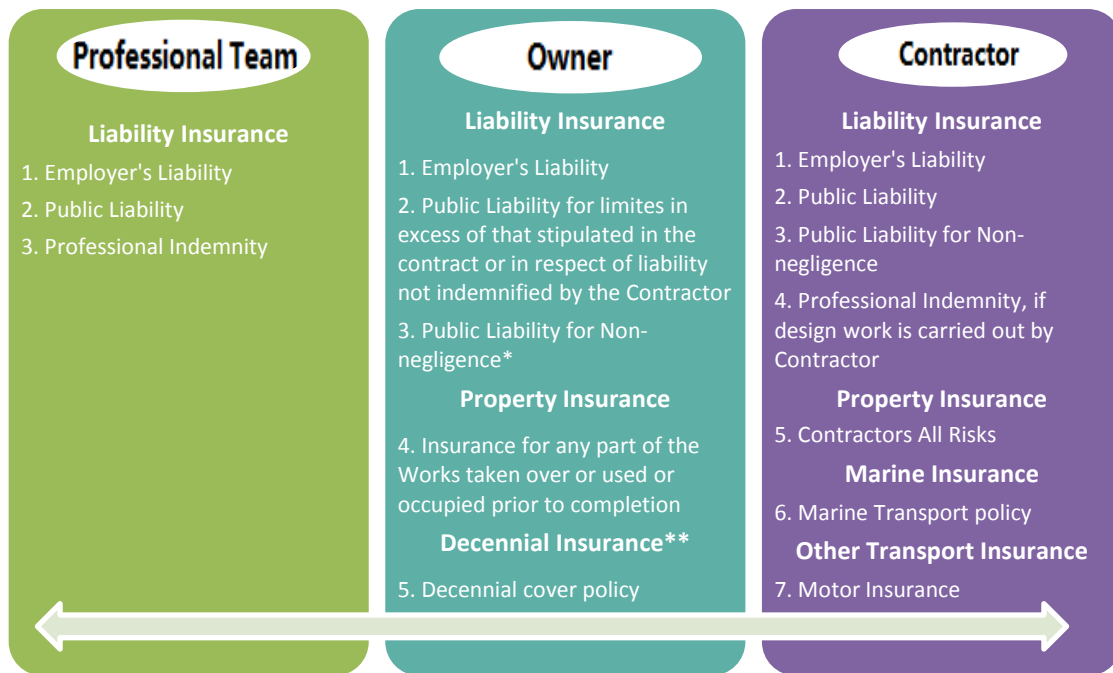 Professional Team
Liability Insurance
1. Employer's Liability
2. Public Liability
3. Professional Indemnity
Owner
Liability Insurance
1. Employer's Liability
2. Public Liability for limites in
excess of that stipulated in the
contract or in respect of liability
not indemnified by the Contractor
3. Public Liability for Non-
negligence*
Property Insurance
4. Insurance for any part of the
Works taken over or used or
occupied prior to completion
Decennial Insurance**
5. Decennial cover policy
Contractor
Liability Insurance
1. Employer's Liability
2. Public Liability
3. Public Liability for Non-
negligence
4. Professional Indemnity, if
design work is carried out by
Contractor
Property Insurance
5. Contractors All Risks
Marine Insurance
6. Marine Transport policy
Other Transport Insurance
7. Motor Insurance